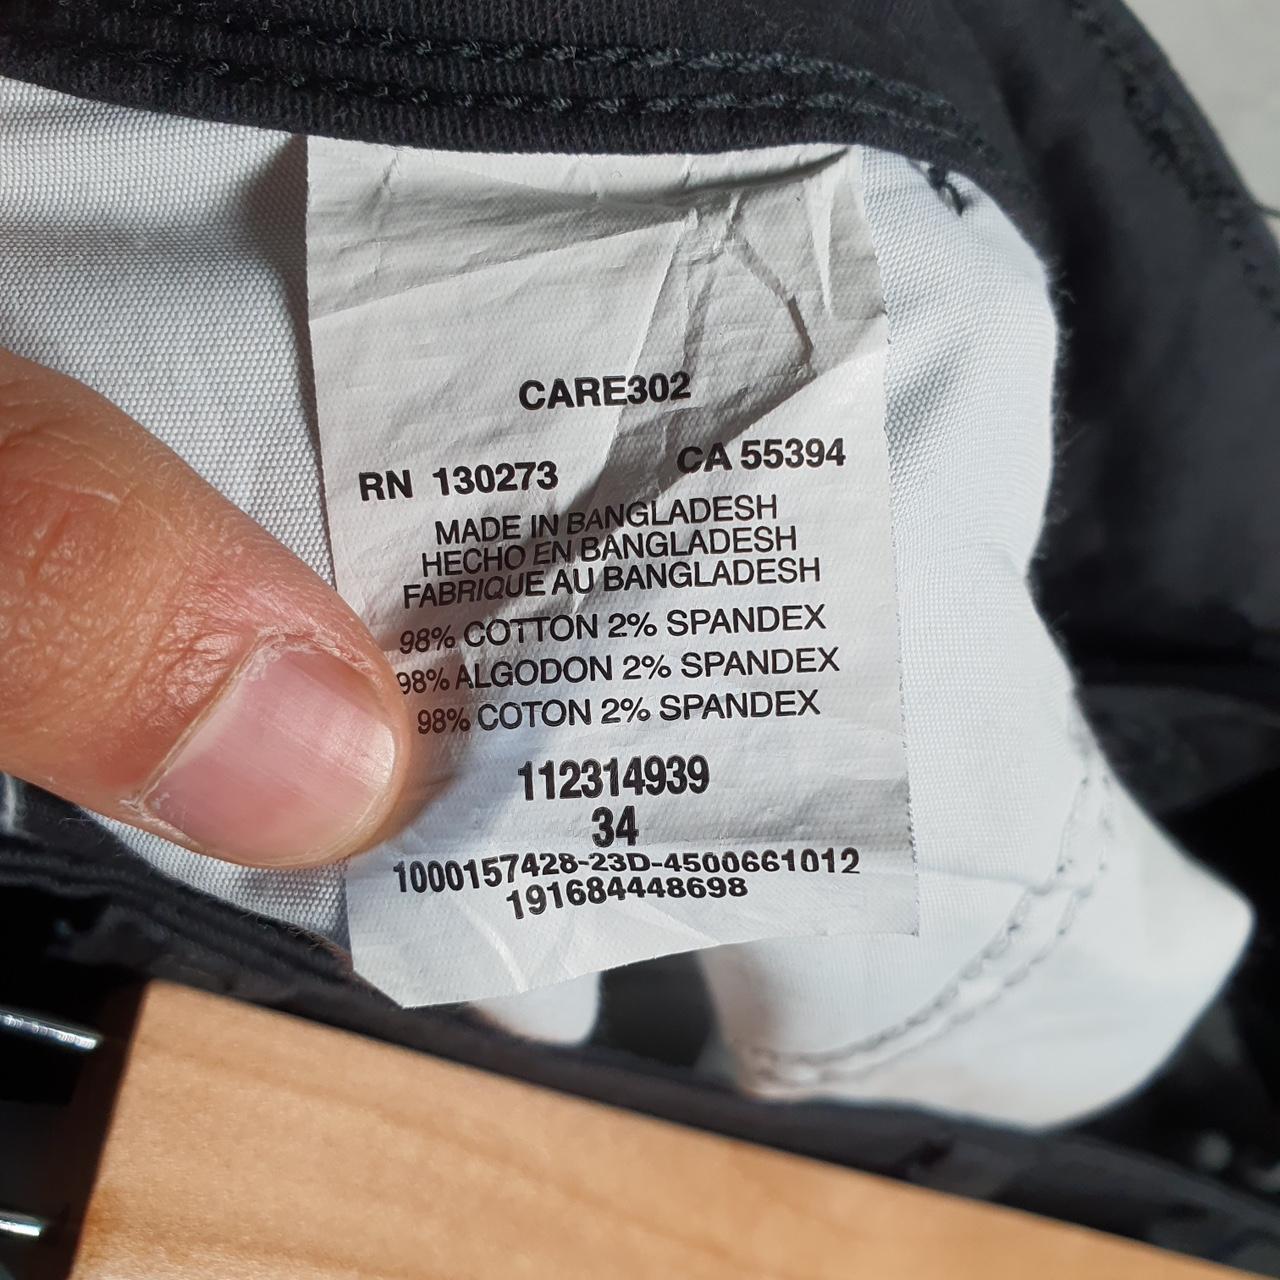 CARE302
RN 130273 CA 55394
MADE IN BANGLADESH
HECHO EN BANGLADESH
FABRIQUE AU BANGLADESH
98% COTTON 2% SPANDEX
98% ALGODON 2% SPANDEX
98% COTON 2% SPANDEX
112314939
34
1000157428-23D-4500661012
191684448698